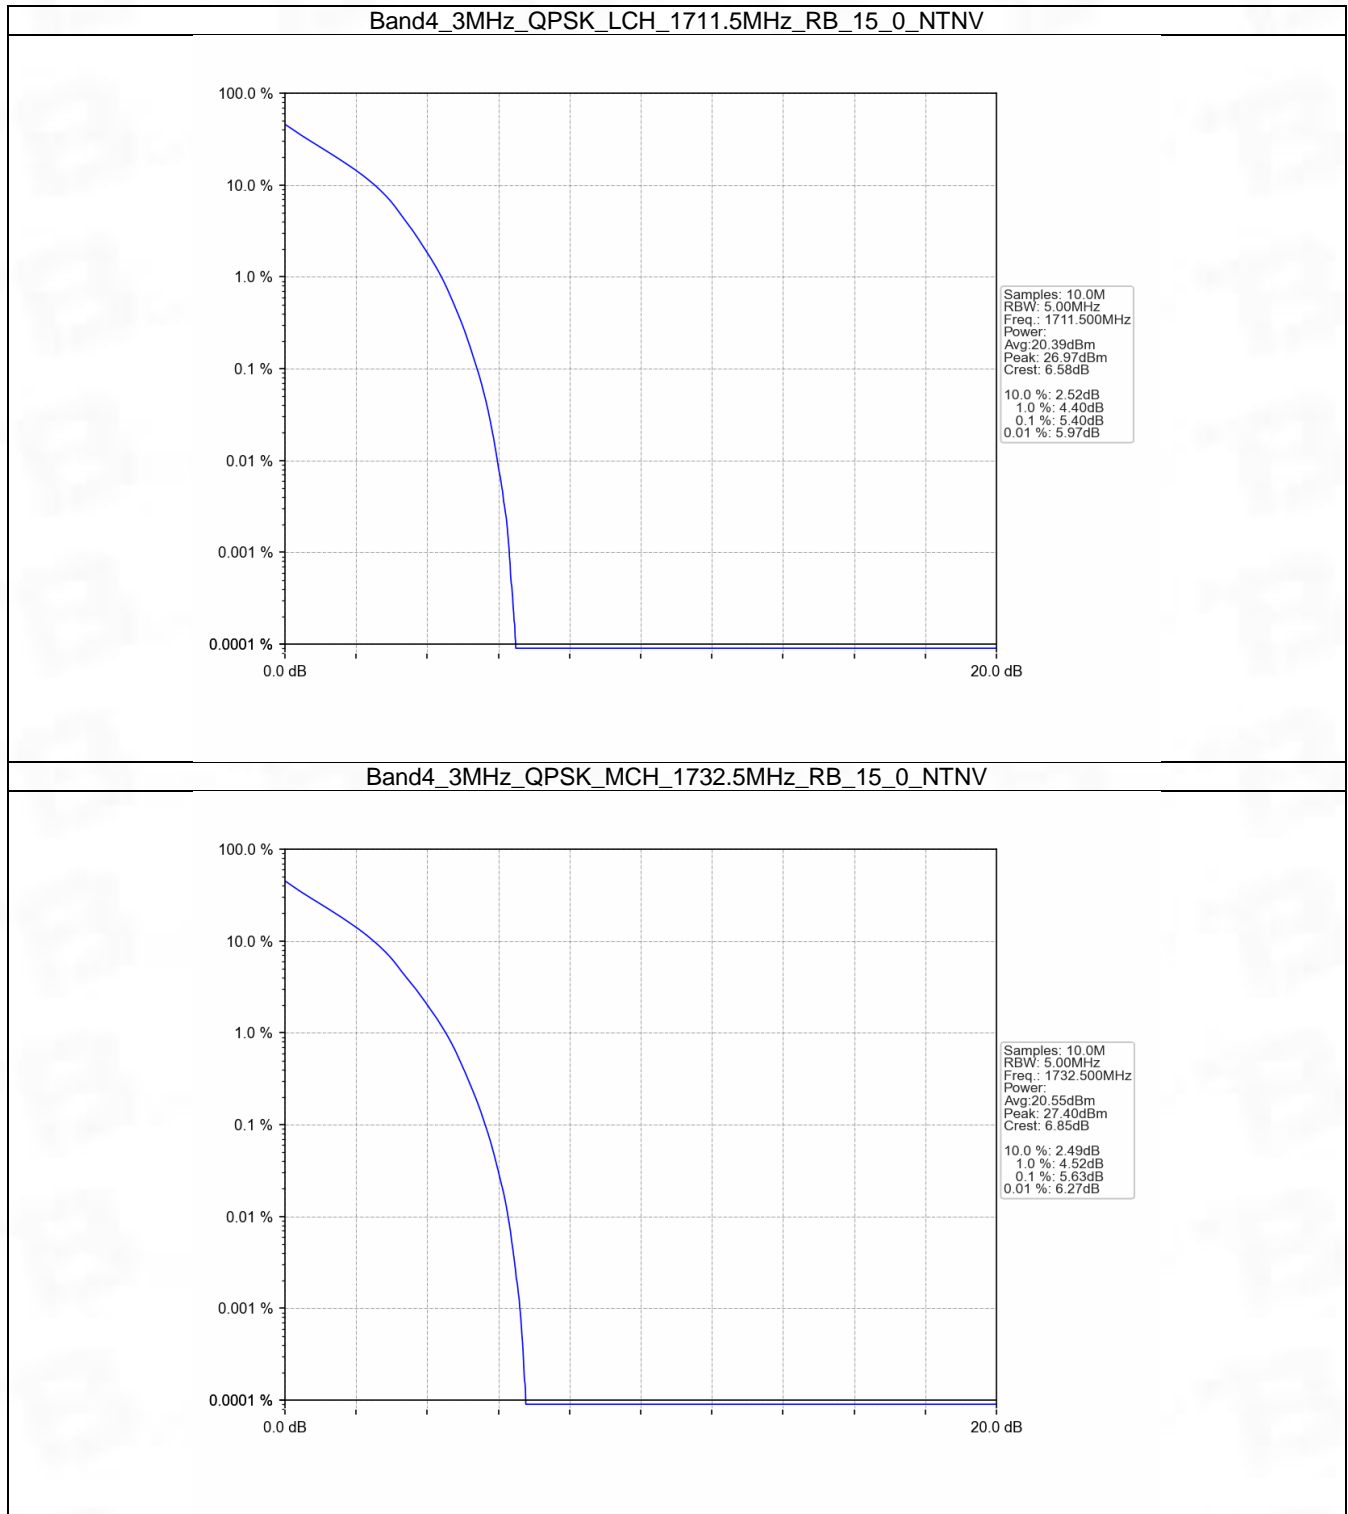 Band4_3MHz_QPSK_LCH_1711.5MHz_RB_15_0_NTNV
100.0 %
10.0 %
1.0 %
0.1 %
0.01 %
0.001 %
0.0001 %
0.0 dB
20.0 dB
Samples: 10.0M
RBW: 5.00MHz
Freq.: 1711.500MHz
Power:
Avg:20.39dBm
Peak: 26.97dBm
Crest: 6.58dB
10.0 %: 2.52dB
1.0 %: 4.40dB
0.1 %: 5.40dB
0.01 %: 5.97dB
Band4_3MHz_QPSK_MCH_1732.5MHz_RB_15_0_NTNV
100.0 %
10.0 %
1.0 %
0.1 %
0.01 %
0.001 %
0.0001 %
0.0 dB
20.0 dB
Samples: 10.0M
RBW: 5.00MHz
Freq.: 1732.500MHz
Power:
Avg:20.55dBm
Peak: 27.40dBm
Crest: 6.85dB
10.0 %: 2.49dB
1.0 %: 4.52dB
0.1 %: 5.63dB
0.01 %: 6.27dB